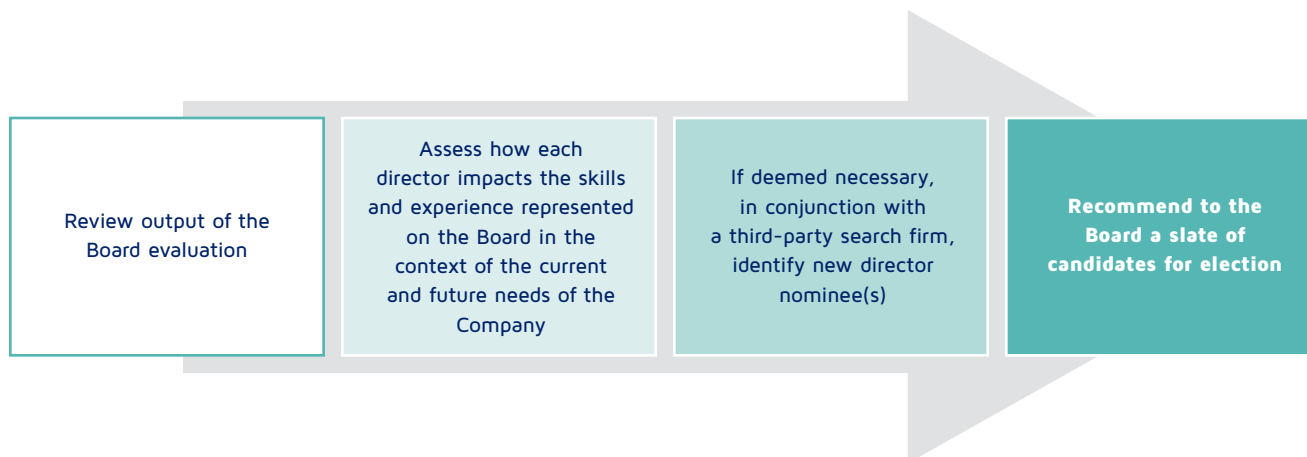 Review output of the
Board evaluation
Assess how each
director impacts the skills
and experience represented
on the Board in the
context of the current
and future needs of the
Company
If deemed necessary,
in conjunction with
a third-party search firm,
identify new director
nominee(s)
Recommend to the
Board a slate of
candidates for election